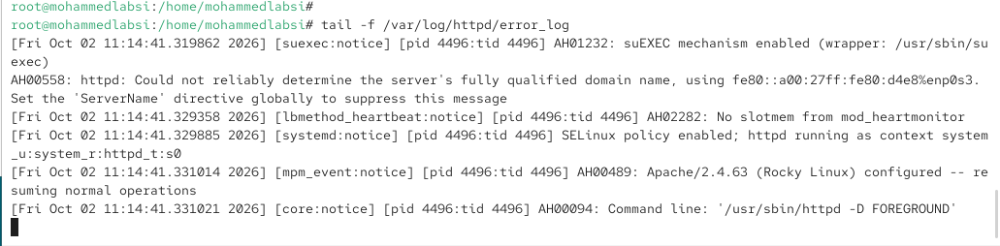 root@mohammedlabsi:/home/mohammedlabsi#
root@mohammedlabsi:/home/mohammedlabsi# tail -f /var/log/httpd/error_log
[Fri Oct 02 11:14:41.319862 2026] [suexec:notice] [pid 4496:tid 4496] AH01232: suEXEC mechanism enabled (wrapper: /usr/sbin/su
exec)
AH00558: httpd: Could not reliably determine the server's fully qualified domain name, using fe80::a00:27ff:fe80:d4e8%enp0s3.
Set the 'ServerName' directive globally to suppress this message
[Fri Oct 02 11:14:41.329358 2026] [lbmethod_heartbeat:notice] [pid 4496:tid 4496] AH02282: No slotmem from mod_heartmonitor
[Fri Oct 02 11:14:41.329885 2026] [systemd:notice] [pid 4496:tid 4496] SELinux policy enabled; httpd running as context system
_u:system_r:httpd_t:s0
[Fri Oct 02 11:14:41.331014 2026] [mpm_event:notice] [pid 4496:tid 4496] AH00489: Apache/2.4.63 (Rocky Linux) configured -- re
suming normal operations
[Fri Oct 02 11:14:41.331021 2026] [core:notice] [pid 4496:tid 4496] AH00094: Command line: '/usr/sbin/httpd -D FOREGROUND'